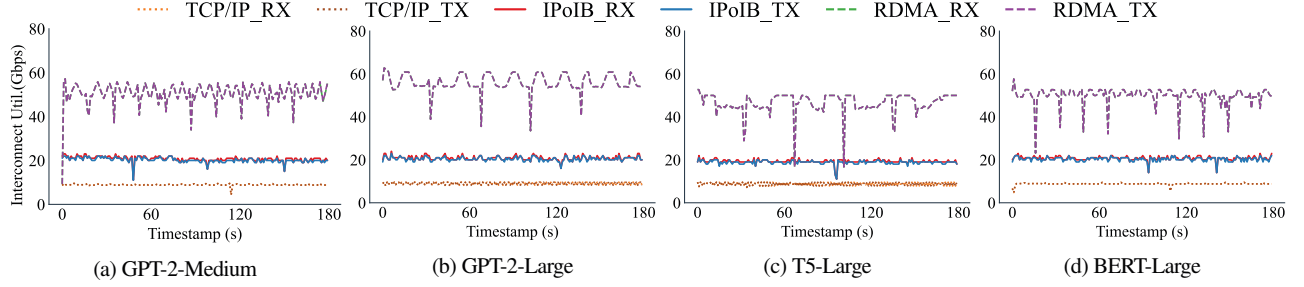 TCP/IP_RX TCP/IP_TX IPoIB_RX IPoIB_TX RDMA_RX RDMA_TX
Interconnect Util.(Gbps)
80
60
40
20
0
0 60 120 180
Timestamp (s)
(a) GPT-2-Medium
80
60
40
20
0
0 60 120 180
Timestamp (s)
(b) GPT-2-Large
80
60
40
20
0
0 60 120 180
Timestamp (s)
(c) T5-Large
80
60
40
20
0
0 60 120 180
Timestamp (s)
(d) BERT-Large